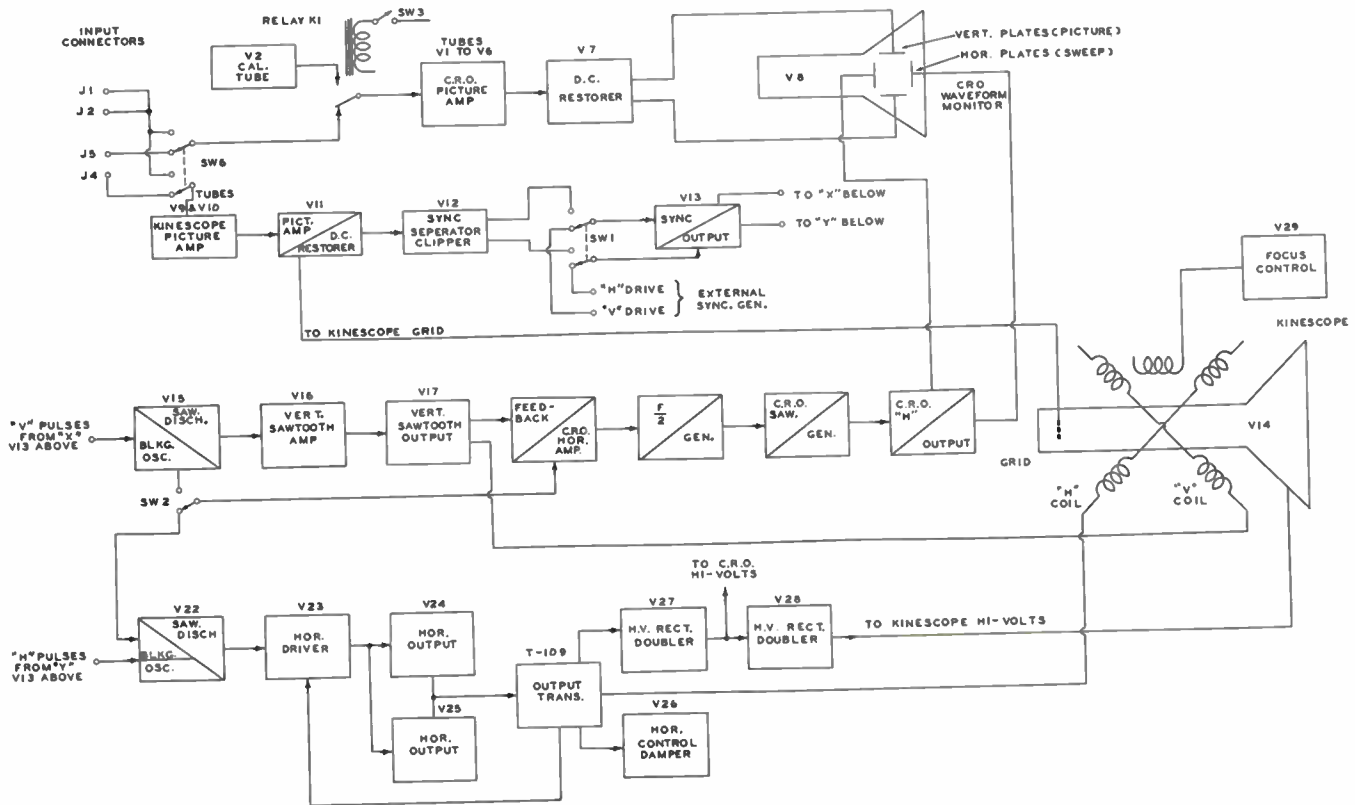 INPUT
CONNECTORS
RELAY K1
SW3
V2
CAL.
TUBE
TUBES
V1 TO V6
C.R.O.
PICTURE
AMP
V7
D.C.
RESTORER
V8
VERT. PLATES (PICTURE)
HOR. PLATES (SWEEP)
CRO
WAVEFORM
MONITOR
J1
J2
J5
J4
SW6
TUBES
V9 & V10
KINESCOPE
PICTURE
AMP
V11
PICT.
AMP
D.C.
RESTORER
V12
SYNC
SEPERATOR
CLIPPER
SW1
V13
SYNC
OUTPUT
TO "X" BELOW
TO "Y" BELOW
"H" DRIVE
"V" DRIVE
}
EXTERNAL
SYNC. GEN.
V29
FOCUS
CONTROL
TO KINESCOPE GRID
KINESCOPE
"V" PULSES
FROM "X"
V13 ABOVE
V15
SAW.
DISCH.
BLKG.
OSC.
V16
VERT.
SAWTOOTH
AMP
V17
VERT.
SAWTOOTH
OUTPUT
FEED-
BACK
C.R.O.
HOR.
AMP.
F
2
GEN.
C.R.O.
SAW.
GEN.
C.R.O.
"H"
OUTPUT
GRID
V14
"H"
COIL
"V"
COIL
SW2
"H" PULSES
FROM "Y"
V13 ABOVE
V22
SAW.
DISCH
BLKG.
OSC.
V23
HOR.
DRIVER
V24
HOR.
OUTPUT
V25
HOR.
OUTPUT
T-109
OUTPUT
TRANS.
TO C.R.O.
HI-VOLTS
V27
H.V. RECT.
DOUBLER
V28
H.V. RECT.
DOUBLER
TO KINESCOPE HI-VOLTS
V26
HOR.
CONTROL
DAMPER